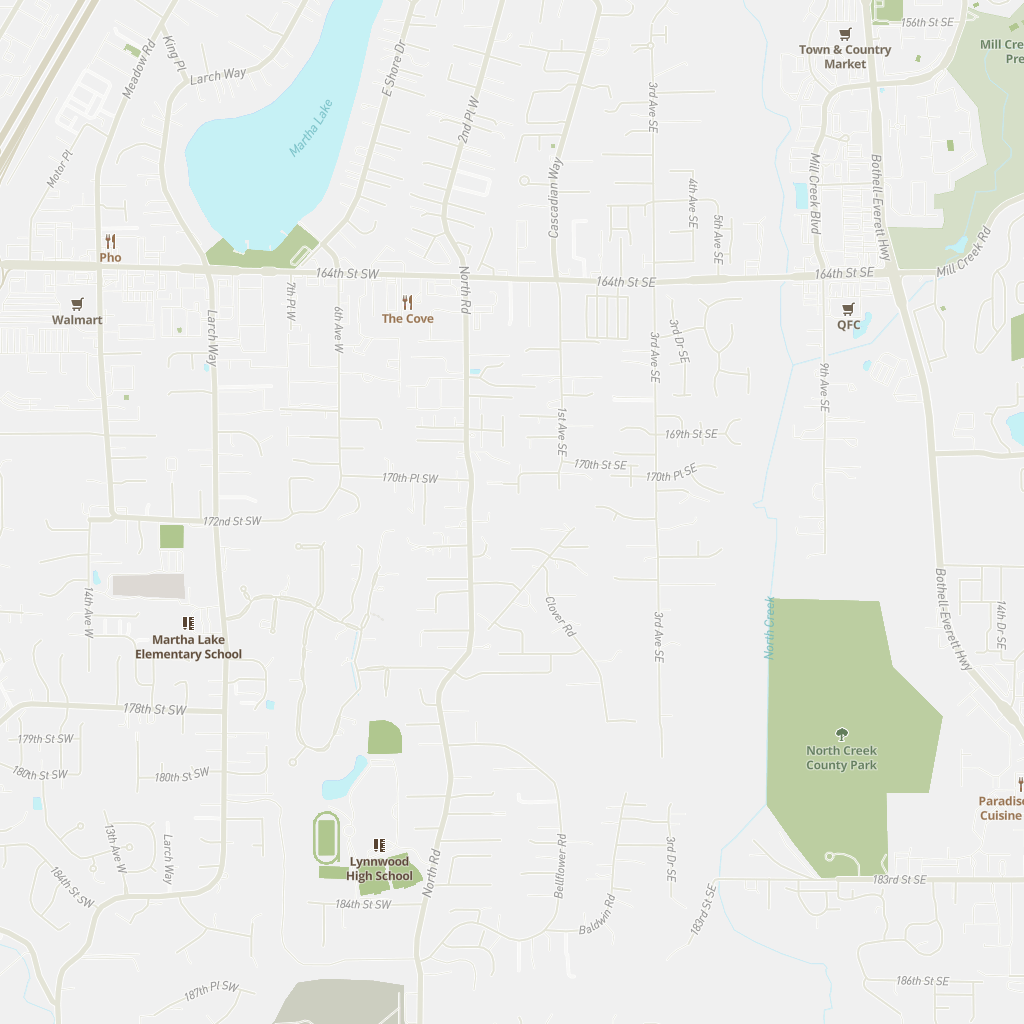 156th St SE
Town & Country
Market
Mill Cre
Pre
King Pl
Meadow Rd
Larch Way
E Shore Dr
2nd Pl W
3rd Ave SE
Martha Lake
Motor Pl
Cascadian Way
4th Ave SE
5th Ave SE
Mill Creek Blvd
Bothell-Everett Hwy
Mill Creek Rd
Pho
164th St SW
164th St SE
164th St SE
North Rd
7th Pl W
6th Ave W
Walmart
The Cove
QFC
Larch Way
3rd Dr SE
3rd Ave SE
9th Ave SE
1st Ave SE
169th St SE
170th St SE
170th Pl SE
170th Pl SW
172nd St SW
14th Ave W
Martha Lake
Elementary School
Clover Rd
3rd Ave SE
North Creek
Bothell-Everett Hwy
14th Dr SE
178th St SW
179th St SW
180th St SW
180th St SW
North Creek
County Park
Paradis
Cuisine
13th Ave W
Larch Way
184th St SW
Lynnwood
High School
184th St SW
North Rd
Bellflower Rd
3rd Dr SE
Baldwin Rd
183rd St SE
183rd St SE
187th Pl SW
186th St SE